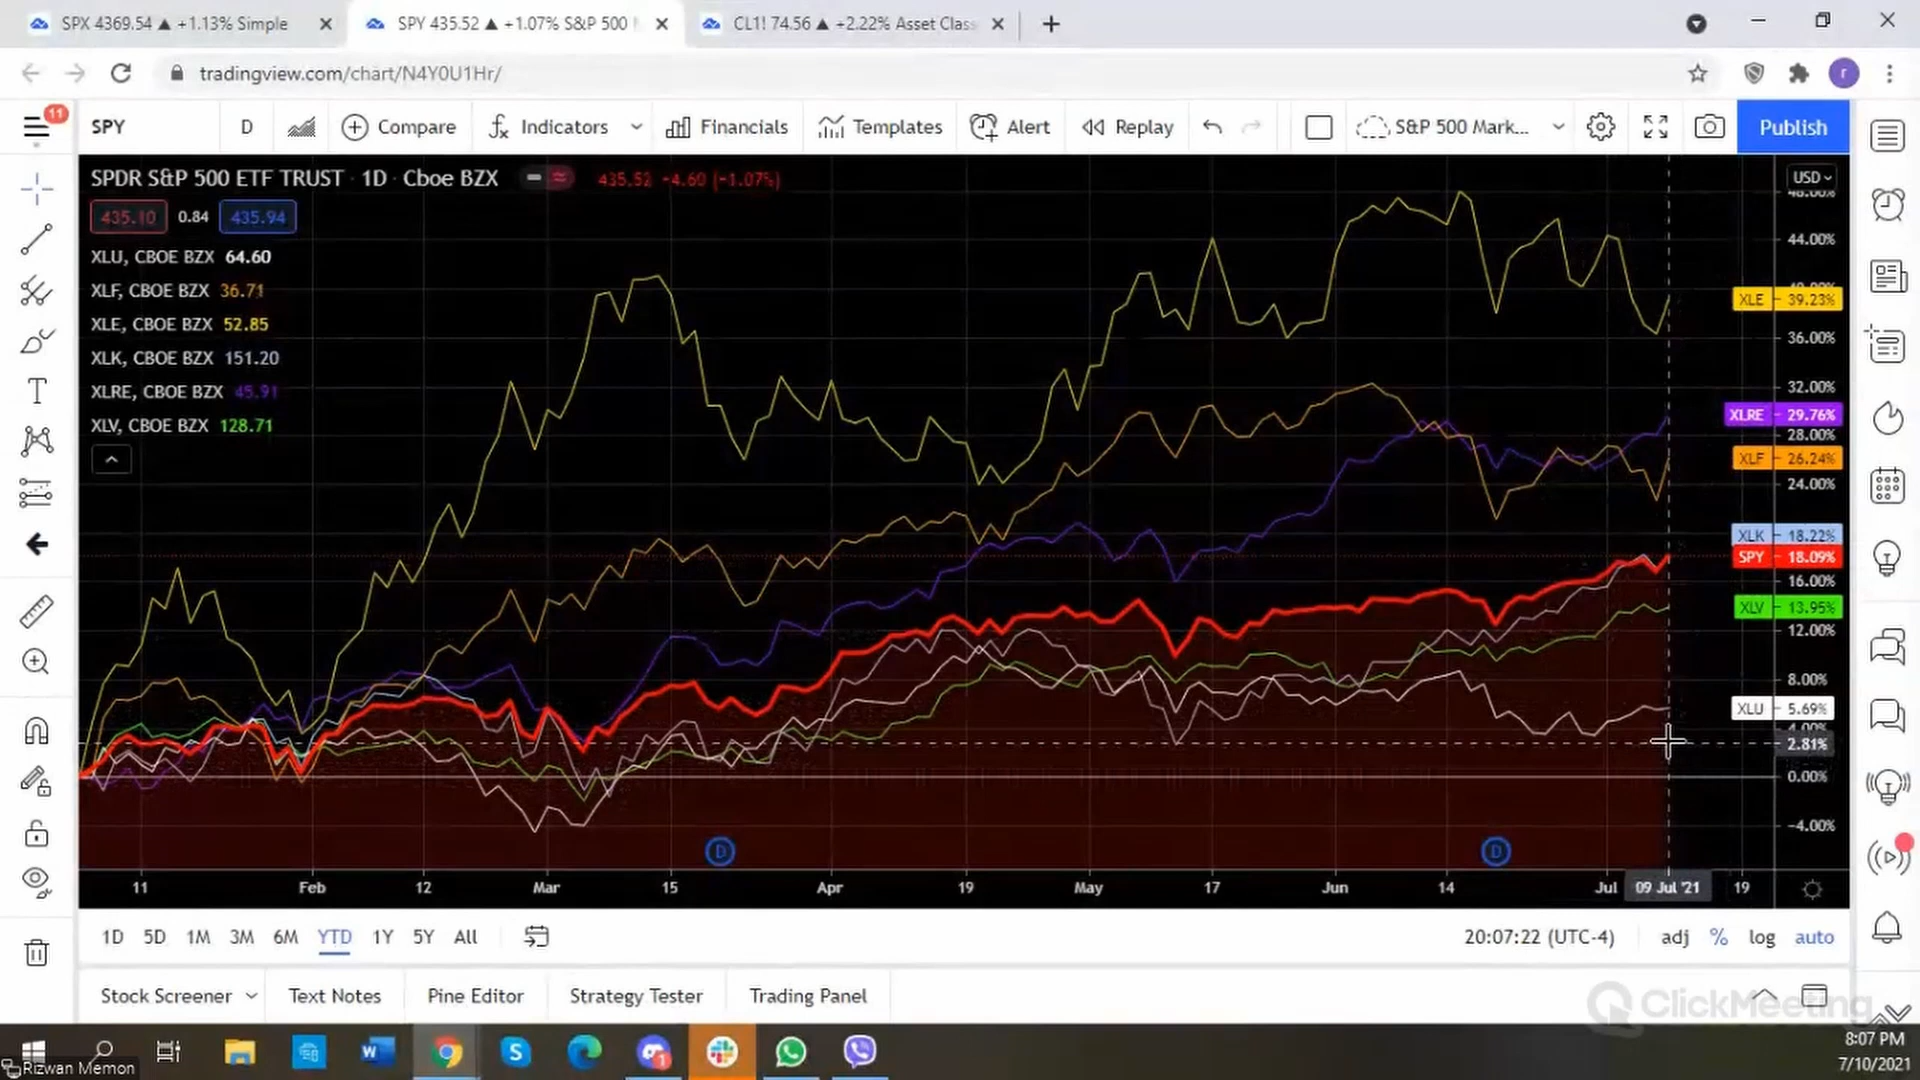 SPX 4369.54 ▲ +1.13% Simple
SPY 435.52 ▲ +1.07% S&P 500
CL1! 74.56 ▲ +2.22% Asset Clas
tradingview.com/chart/N4Y0U1Hr/
r
11
SPY
D
Compare
Indicators
Financials
Templates
Alert
Replay
S&P 500 Mark...
Publish
SPDR S&P 500 ETF TRUST · 1D · Cboe BZX
435.52 -4.60 (-1.07%)
USD
435.10 0.84 435.94
XLU, CBOE BZX 64.60
XLF, CBOE BZX 36.71
XLE, CBOE BZX 52.85
XLK, CBOE BZX 151.20
XLRE, CBOE BZX 45.91
XLV, CBOE BZX 128.71
44.00%
XLE 39.23%
36.00%
32.00%
XLRE 29.76%
28.00%
XLF 26.24%
24.00%
XLK 18.22%
SPY 18.09%
16.00%
XLV 13.95%
12.00%
8.00%
XLU 5.69%
4.00%
2.81%
0.00%
-4.00%
D D
11 Feb 12 Mar 15 Apr 19 May 17 Jun 14 Jul 09 Jul '21 19
1D 5D 1M 3M 6M YTD 1Y 5Y All
20:07:22 (UTC-4)
adj % log auto
Stock Screener
Text Notes
Pine Editor
Strategy Tester
Trading Panel
ClickMeeting
1
8:07 PM
7/10/2021
Rizwan Memon